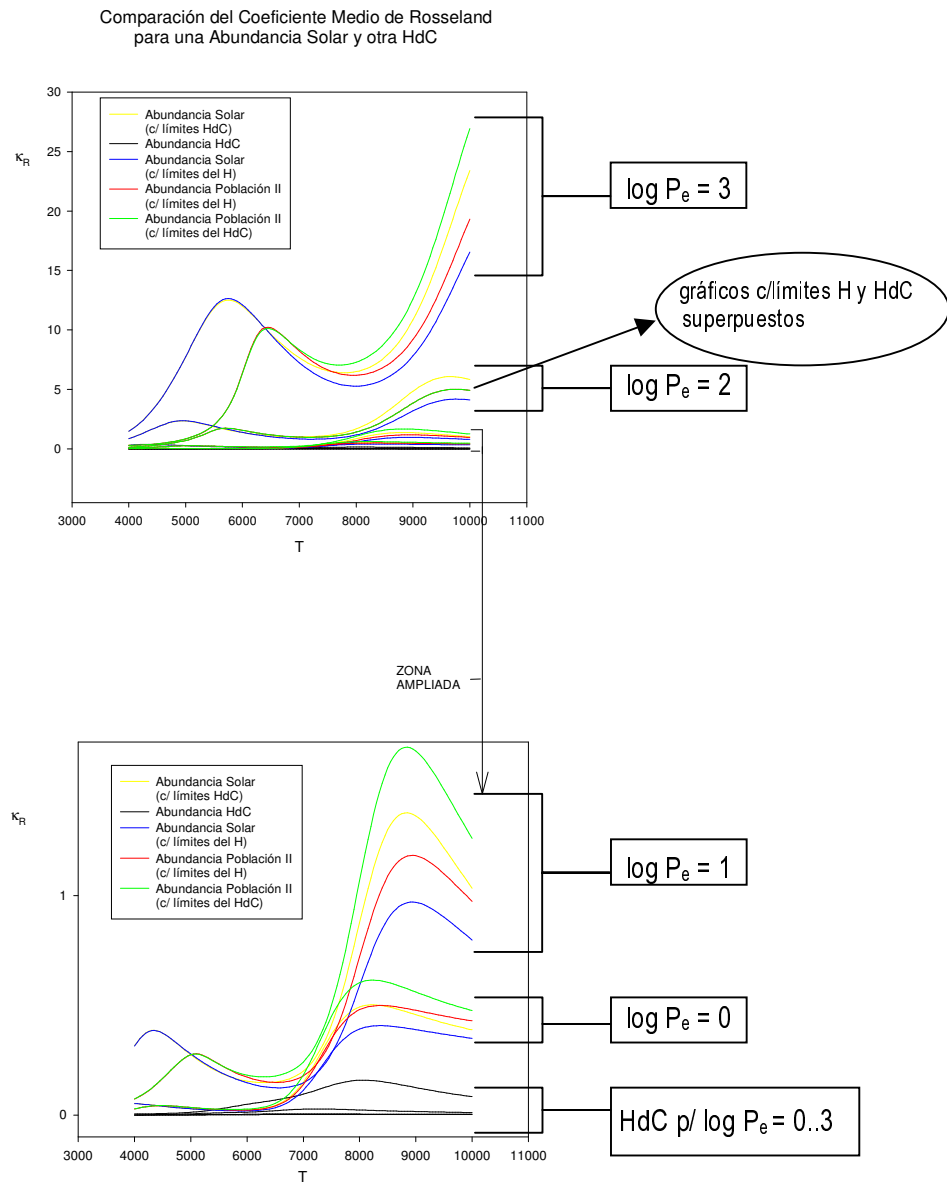 Comparación del Coeficiente Medio de Rosseland
para una Abundancia Solar y otra HdC
30
25
20
15
10
5
0
κR
Abundancia Solar
(c/ límites HdC)
Abundancia HdC
Abundancia Solar
(c/ límites del H)
Abundancia Población II
(c/ límites del H)
Abundancia Población II
(c/ límites del HdC)
log Pe = 3
gráficos c/límites H y HdC
superpuestos
log Pe = 2
3000 4000 5000 6000 7000 8000 9000 10000 11000
T
ZONA
AMPLIADA
κR
1
0
Abundancia Solar
(c/ límites HdC)
Abundancia HdC
Abundancia Solar
(c/ límites del H)
Abundancia Población II
(c/ límites del H)
Abundancia Población II
(c/ límites del HdC)
log Pe = 1
log Pe = 0
HdC p/ log Pe = 0..3
3000 4000 5000 6000 7000 8000 9000 10000 11000
T